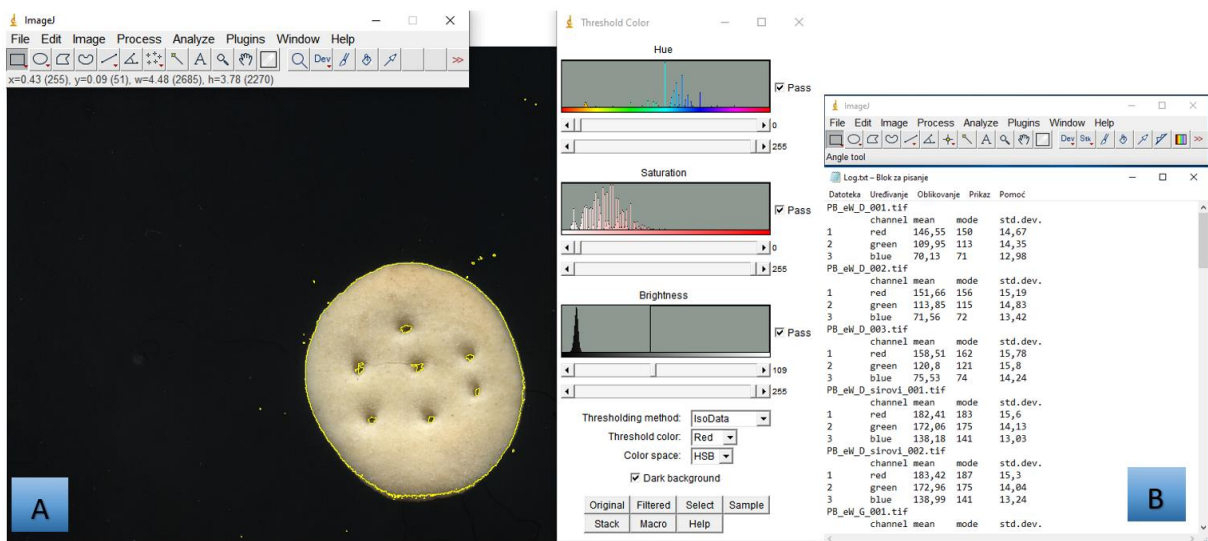 ImageJ
File Edit Image Process Analyze Plugins Window Help
A Dev >>
x=0.43 (255), y=0.09 (51), w=4.48 (2685), h=3.78 (2270)
A
Threshold Color
Hue
Pass
0
255
Saturation
Pass
0
255
Brightness
Pass
109
255
Thresholding method: IsoData
Threshold color: Red
Color space: HSB
Dark background
Original Filtered Select Sample
Stack Macro Help
ImageJ
File Edit Image Process Analyze Plugins Window Help
A Dev Stk >>
Angle tool
Log.txt – Blok za pisanje
Datoteka Uređivanje Oblikovanje Prikaz Pomoć
PB_eW_D_001.tif
channel mean mode std.dev.
1 red 146,55 150 14,67
2 green 109,95 113 14,35
3 blue 70,13 71 12,98
PB_eW_D_002.tif
channel mean mode std.dev.
1 red 151,66 156 15,19
2 green 113,85 115 14,83
3 blue 71,56 72 13,42
PB_eW_D_003.tif
channel mean mode std.dev.
1 red 158,51 162 15,78
2 green 120,8 121 15,8
3 blue 75,53 74 14,24
PB_eW_D_sirovi_001.tif
channel mean mode std.dev.
1 red 182,41 183 15,6
2 green 172,06 175 14,13
3 blue 138,18 141 13,03
PB_eW_D_sirovi_002.tif
channel mean mode std.dev.
1 red 183,42 187 15,3
2 green 172,96 175 14,04
3 blue 138,99 141 13,24
PB_eW_G_001.tif
channel mean mode std.dev.
B